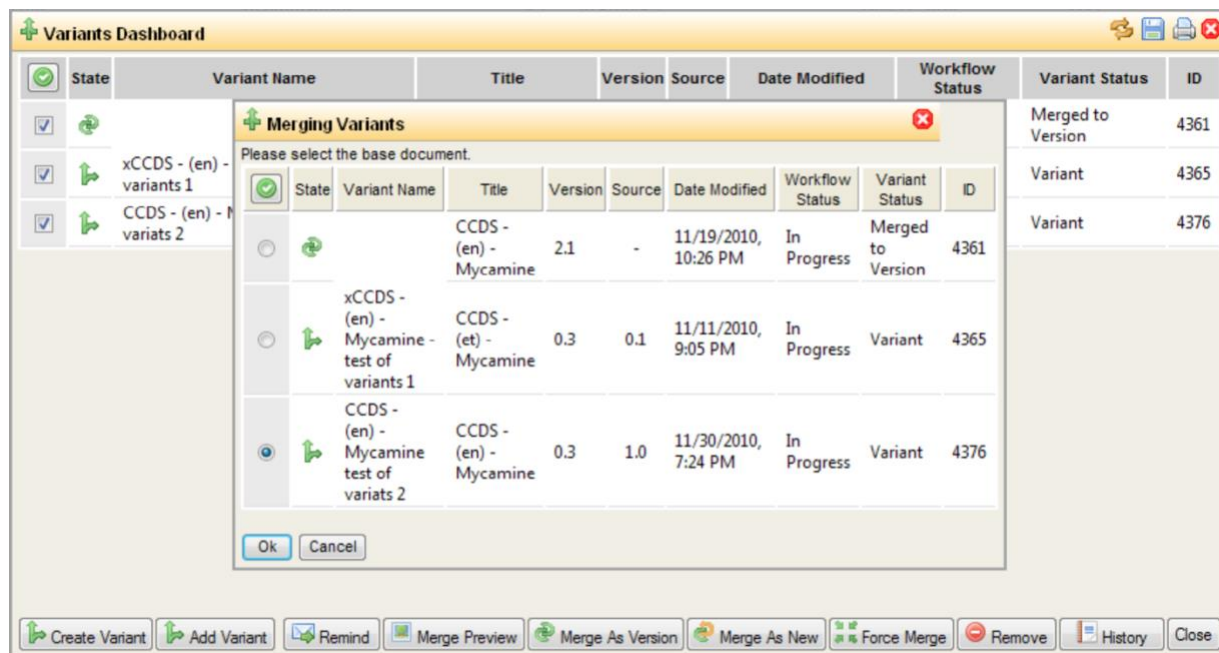 Variants Dashboard
State Variant Name Title Version Source Date Modified Workflow Status Variant Status ID
Merged to Version 4361
xCCDS - (en) -
variants 1
Variant 4365
CCDS - (en) -
variats 2
Variant 4376
Merging Variants
Please select the base document.
State Variant Name Title Version Source Date Modified Workflow Status Variant Status ID
CCDS -
(en) -
Mycamine
2.1 -
11/19/2010,
10:26 PM
In
Progress
Merged
to
Version
4361
xCCDS -
(en) -
Mycamine -
test of
variants 1
CCDS -
(et) -
Mycamine
0.3 0.1
11/11/2010,
9:05 PM
In
Progress
Variant 4365
CCDS -
(en) -
Mycamine
test of
variats 2
CCDS -
(en) -
Mycamine
0.3 1.0
11/30/2010,
7:24 PM
In
Progress
Variant 4376
Ok Cancel
Create Variant Add Variant Remind Merge Preview Merge As Version Merge As New Force Merge Remove History Close